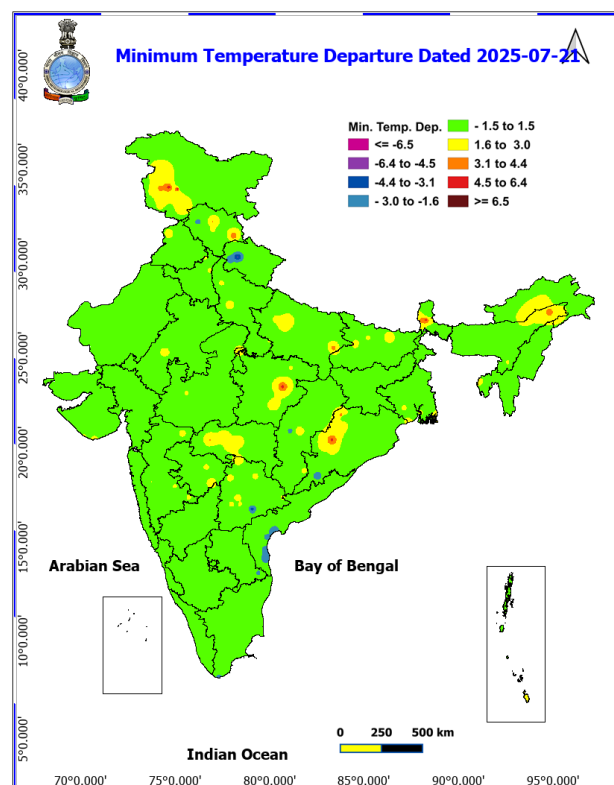 Minimum Temperature Departure Dated 2025-07-21
Min. Temp. Dep.
<= -6.5
-6.4 to -4.5
-4.4 to -3.1
- 3.0 to -1.6
- 1.5 to 1.5
1.6 to 3.0
3.1 to 4.4
4.5 to 6.4
>= 6.5
40°0.000'
35°0.000'
30°0.000'
25°0.000'
20°0.000'
15°0.000'
10°0.000'
5°0.000'
Arabian Sea
Bay of Bengal
Indian Ocean
0 250 500 km
70°0.000' 75°0.000' 80°0.000' 85°0.000' 90°0.000' 95°0.000'